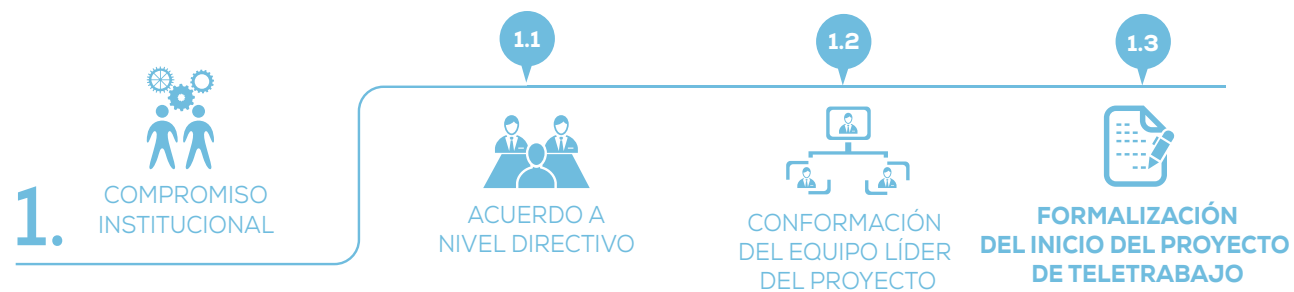 1.
COMPROMISO
INSTITUCIONAL
1.1
ACUERDO A
NIVEL DIRECTIVO
1.2
CONFORMACIÓN
DEL EQUIPO LÍDER
DEL PROYECTO
1.3
FORMALIZACIÓN
DEL INICIO DEL PROYECTO
DE TELETRABAJO